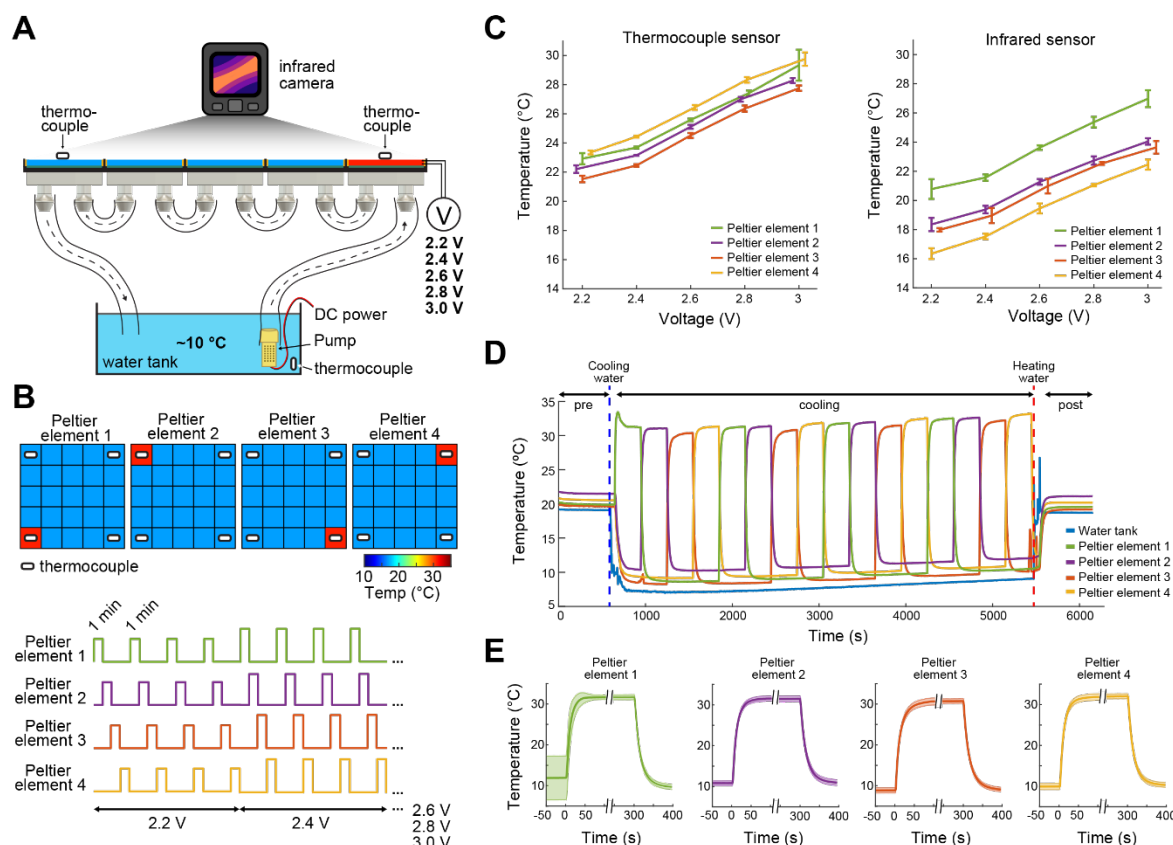 A
infrared
camera
thermo-
couple
thermo-
couple
V
2.2 V
2.4 V
2.6 V
2.8 V
3.0 V
DC power
~10 °C
Pump
water tank
thermocouple
B
Peltier
element 1
Peltier
element 2
Peltier
element 3
Peltier
element 4
thermocouple
10 20 30
Temp (°C)
1 min
1 min
Peltier
element 1
...
Peltier
element 2
...
Peltier
element 3
...
Peltier
element 4
...
2.2 V
2.4 V
... 2.6 V
2.8 V
3.0 V
C
Thermocouple sensor
Temperature (°C)
30
28
26
24
22
20
18
16
14
Peltier element 1
Peltier element 2
Peltier element 3
Peltier element 4
2.2 2.4 2.6 2.8 3
Voltage (V)
Infrared sensor
Temperature (°C)
30
28
26
24
22
20
18
16
14
Peltier element 1
Peltier element 2
Peltier element 3
Peltier element 4
2.2 2.4 2.6 2.8 3
Voltage (V)
D
Cooling
water
Heating
water
pre
cooling
post
Temperature (ºC)
35
30
25
20
15
10
5
Water tank
Peltier element 1
Peltier element 2
Peltier element 3
Peltier element 4
0 1000 2000 3000 4000 5000 6000
Time (s)
E
Temperature (°C)
Peltier
element 1
30
20
10
-50 0 50 300 400
Time (s)
Peltier
element 2
30
20
10
-50 0 50 300 400
Time (s)
Peltier
element 3
30
20
10
-50 0 50 300 400
Time (s)
Peltier
element 4
30
20
10
-50 0 50 300 400
Time (s)